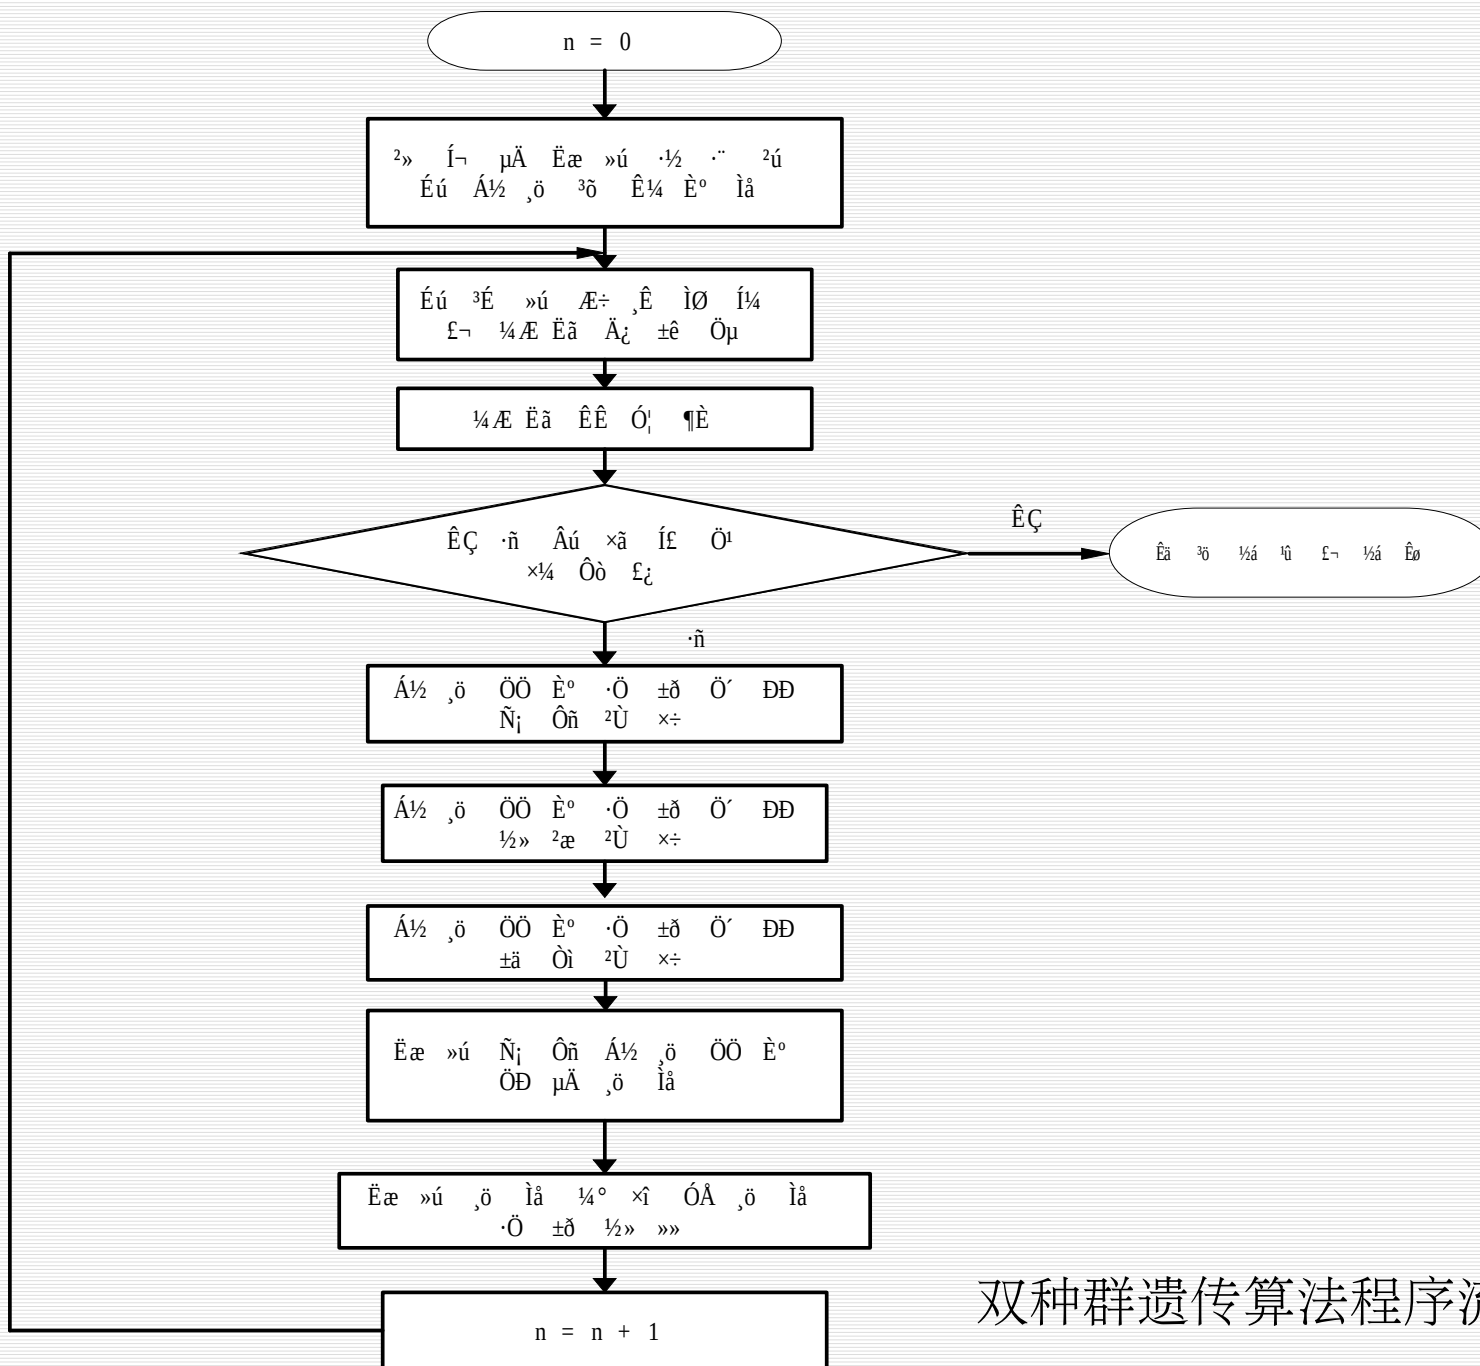 n = 0
²» Í¬ µÄ Ëæ »ú ·½ ·¨ ²ú
Éú Á½ ¸ö ³õ Ê¼ Èº Ìå
Éú ³É »ú Æ÷ ¸Ê ÌØ Í¼
£¬ ¼Æ Ëã Ä¿ ±ê Öµ
¼Æ Ëã ÊÊ Ó¦ ¶È
ÊÇ ·ñ Âú ×ã Í£ Ö¹
×¼ Ôò £¿
ÊÇ
Êä ³ö ½á ¹û £¬ ½á Êø
·ñ
Á½ ¸ö ÖÖ Èº ·Ö ±ð Ö´ ÐÐ
Ñ¡ Ôñ ²Ù ×÷
Á½ ¸ö ÖÖ Èº ·Ö ±ð Ö´ ÐÐ
½» ²æ ²Ù ×÷
Á½ ¸ö ÖÖ Èº ·Ö ±ð Ö´ ÐÐ
±ä Òì ²Ù ×÷
Ëæ »ú Ñ¡ Ôñ Á½ ¸ö ÖÖ Èº
ÖÐ µÄ ¸ö Ìå
Ëæ »ú ¸ö Ìå ¼° ×î ÓÅ ¸ö Ìå
·Ö ±ð ½» »»
n = n + 1
双种群遗传算法程序